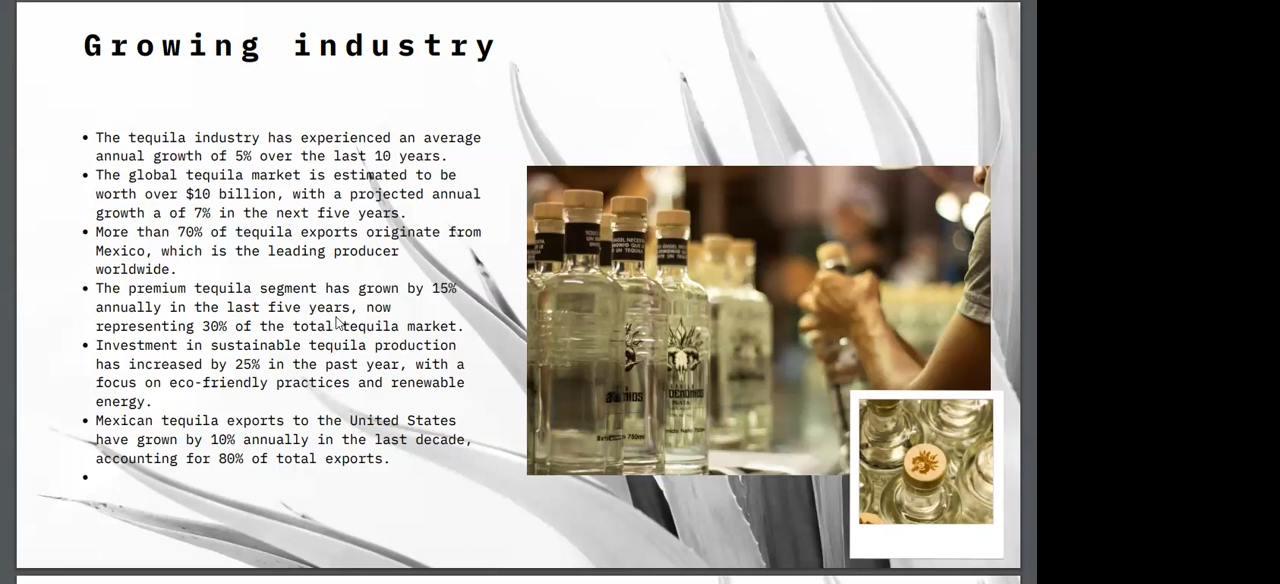 Growing industry
• The tequila industry has experienced an average
annual growth of 5% over the last 10 years.
• The global tequila market is estimated to be
worth over $10 billion, with a projected annual
growth a of 7% in the next five years.
• More than 70% of tequila exports originate from
Mexico, which is the leading producer
worldwide.
• The premium tequila segment has grown by 15%
annually in the last five years, now
representing 30% of the total tequila market.
• Investment in sustainable tequila production
has increased by 25% in the past year, with a
focus on eco-friendly practices and renewable
energy.
• Mexican tequila exports to the United States
have grown by 10% annually in the last decade,
accounting for 80% of total exports.
•